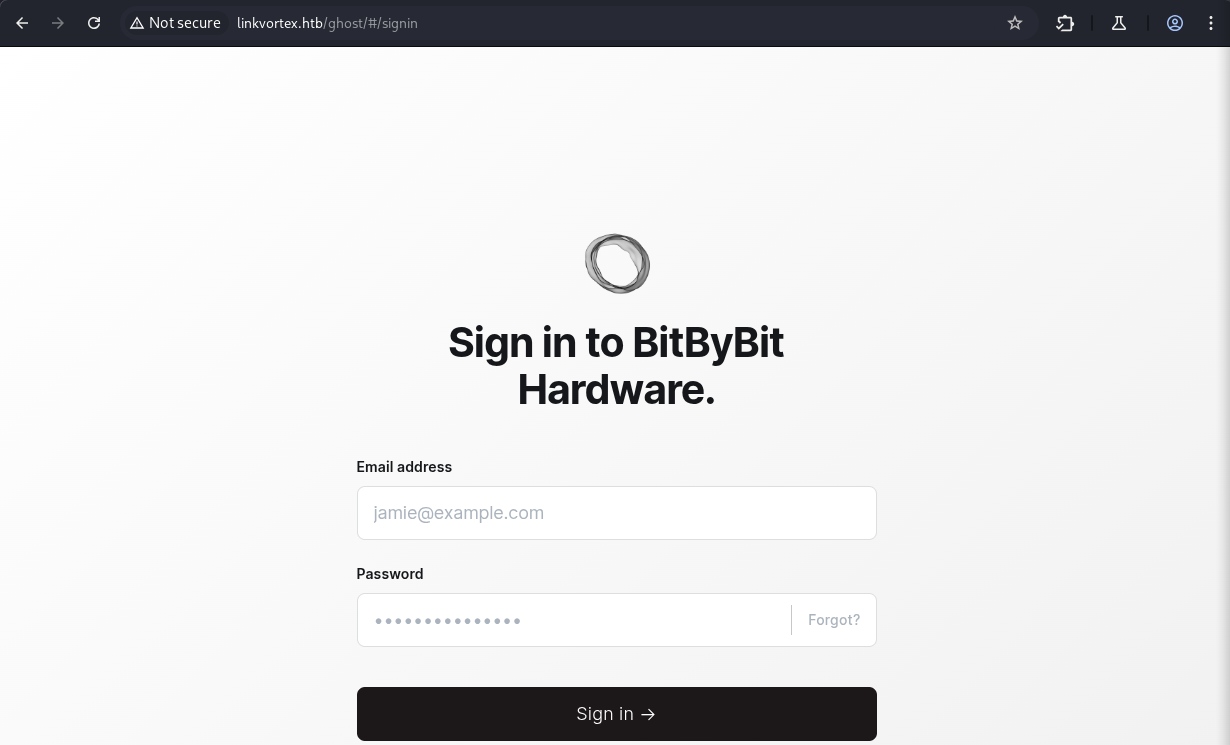 Not secure linkvortex.htb/ghost/#/signin
Sign in to BitByBit
Hardware.
Email address
jamie@example.com
Password
•••••••••••••••
Forgot?
Sign in →